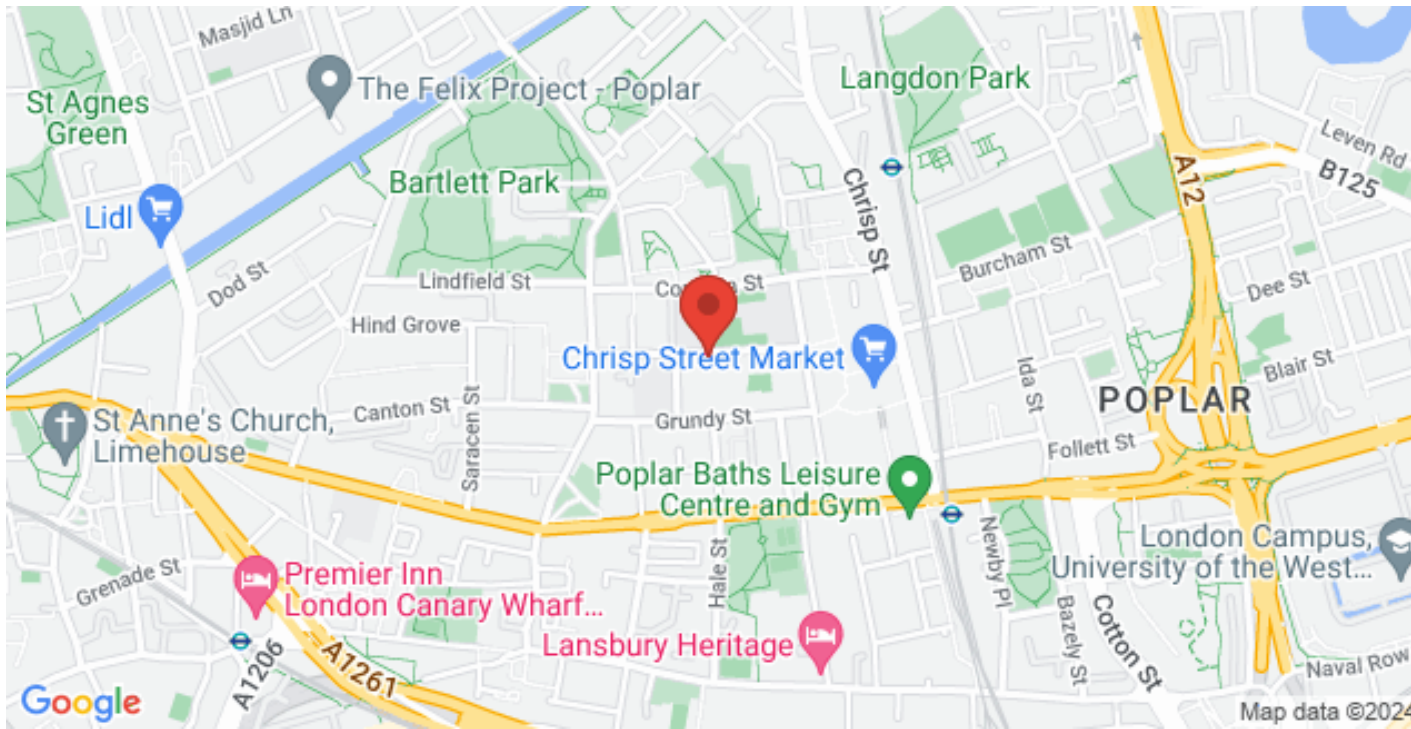 Masjid Ln
The Felix Project - Poplar
Langdon Park
St Agnes
Green
Leven Rd
B125
A12
Bartlett Park
Chrisp St
Lidl
Burcham St
Dod St
Lindfield St
Dee St
Hind Grove
Chrisp Street Market
Ida St
Blair St
POPLAR
Canton St
Saracen St
Grundy St
St Anne's Church,
Limehouse
Follett St
Poplar Baths Leisure
Centre and Gym
Newby Pl
London Campus,
University of the West...
Grenade St
Premier Inn
London Canary Wharf...
Hale St
Bazely St
Cotton St
Lansbury Heritage
A1206
A1261
Naval Row
Google
Map data ©2024